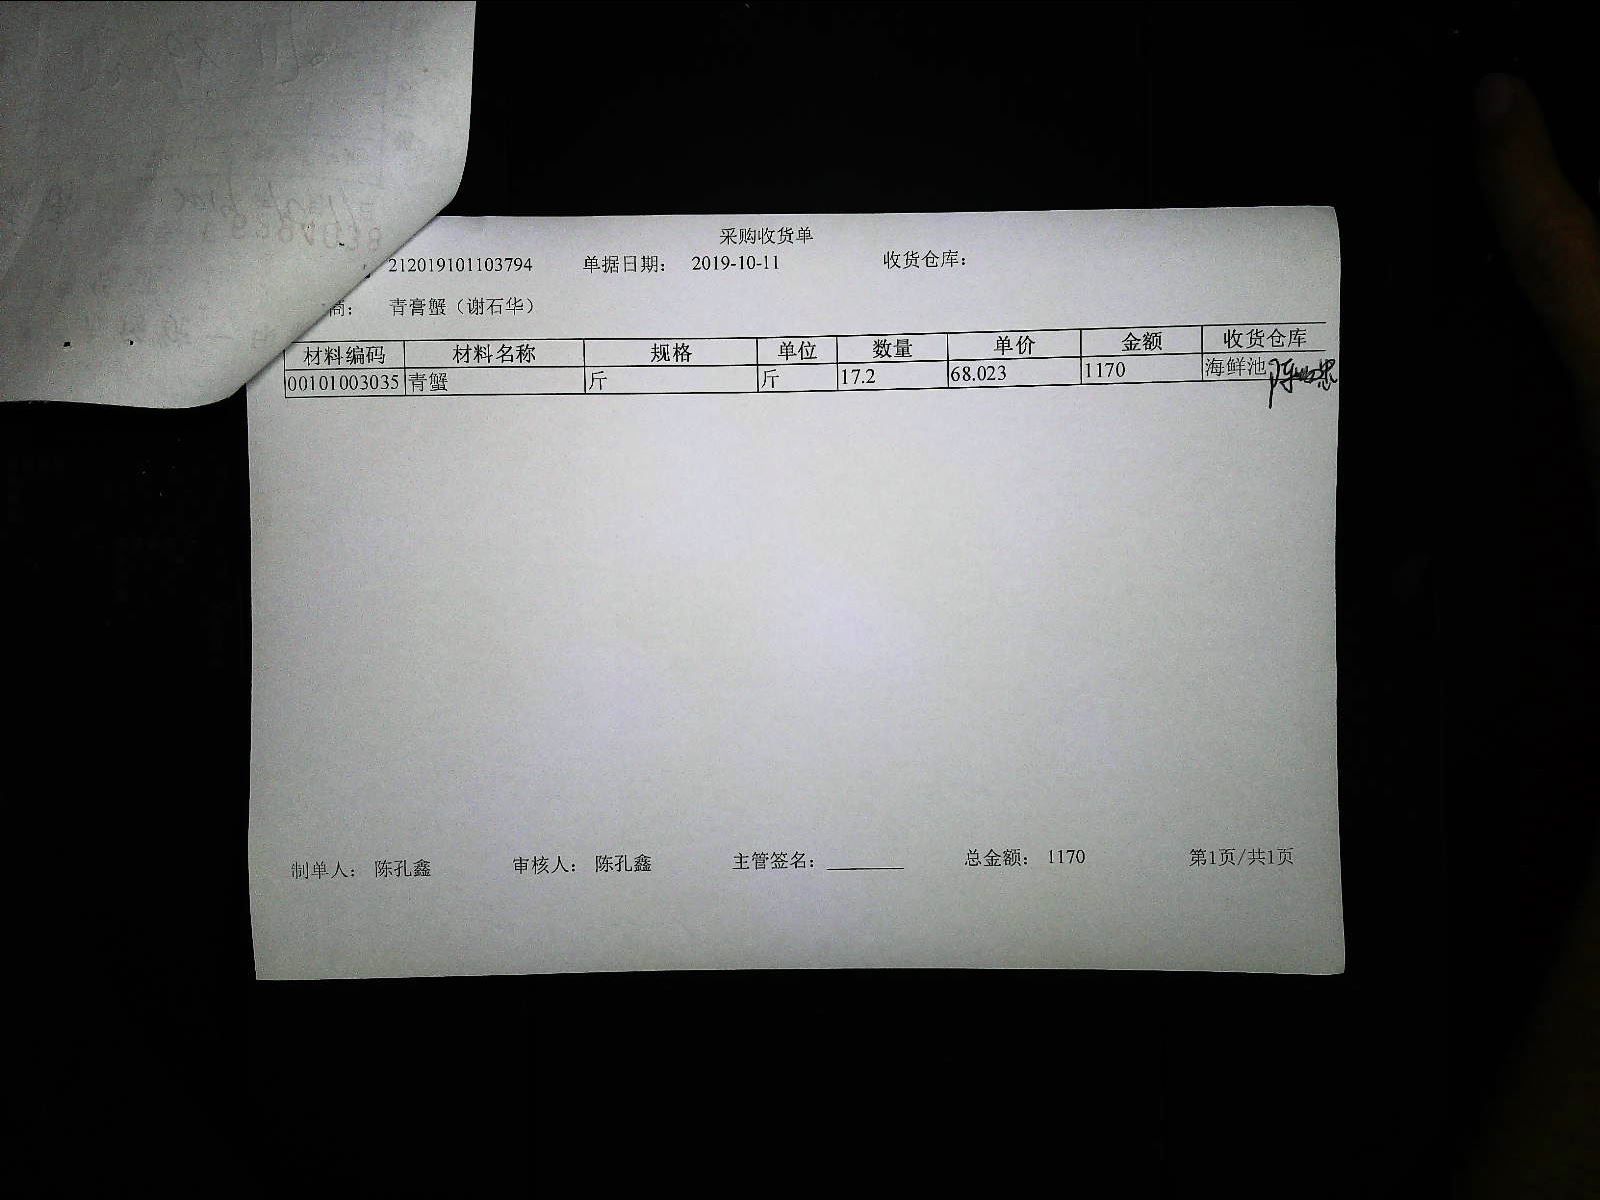 采购收货单
212019101103794 单据日期： 2019-10-11 收货仓库：
商： 青膏蟹（谢石华）
材料编码 材料名称 规格 单位 数量 单价 金额 收货仓库
00101003035 青蟹 斤 斤 17.2 68.023 1170 海鲜池
制单人： 陈孔鑫 审核人： 陈孔鑫 主管签名： 总金额： 1170 第1页/共1页